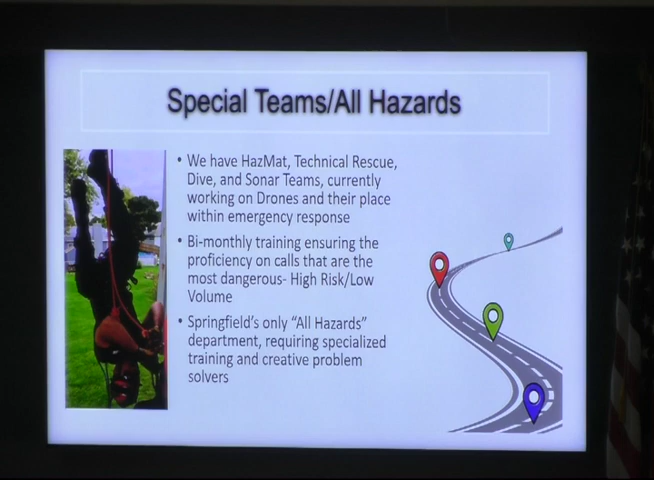 Special Teams/All Hazards
• We have HazMat, Technical Rescue,
Dive, and Sonar Teams, currently
working on Drones and their place
within emergency response
• Bi-monthly training ensuring the
proficiency on calls that are the
most dangerous- High Risk/Low
Volume
• Springfield's only "All Hazards"
department, requiring specialized
training and creative problem
solvers